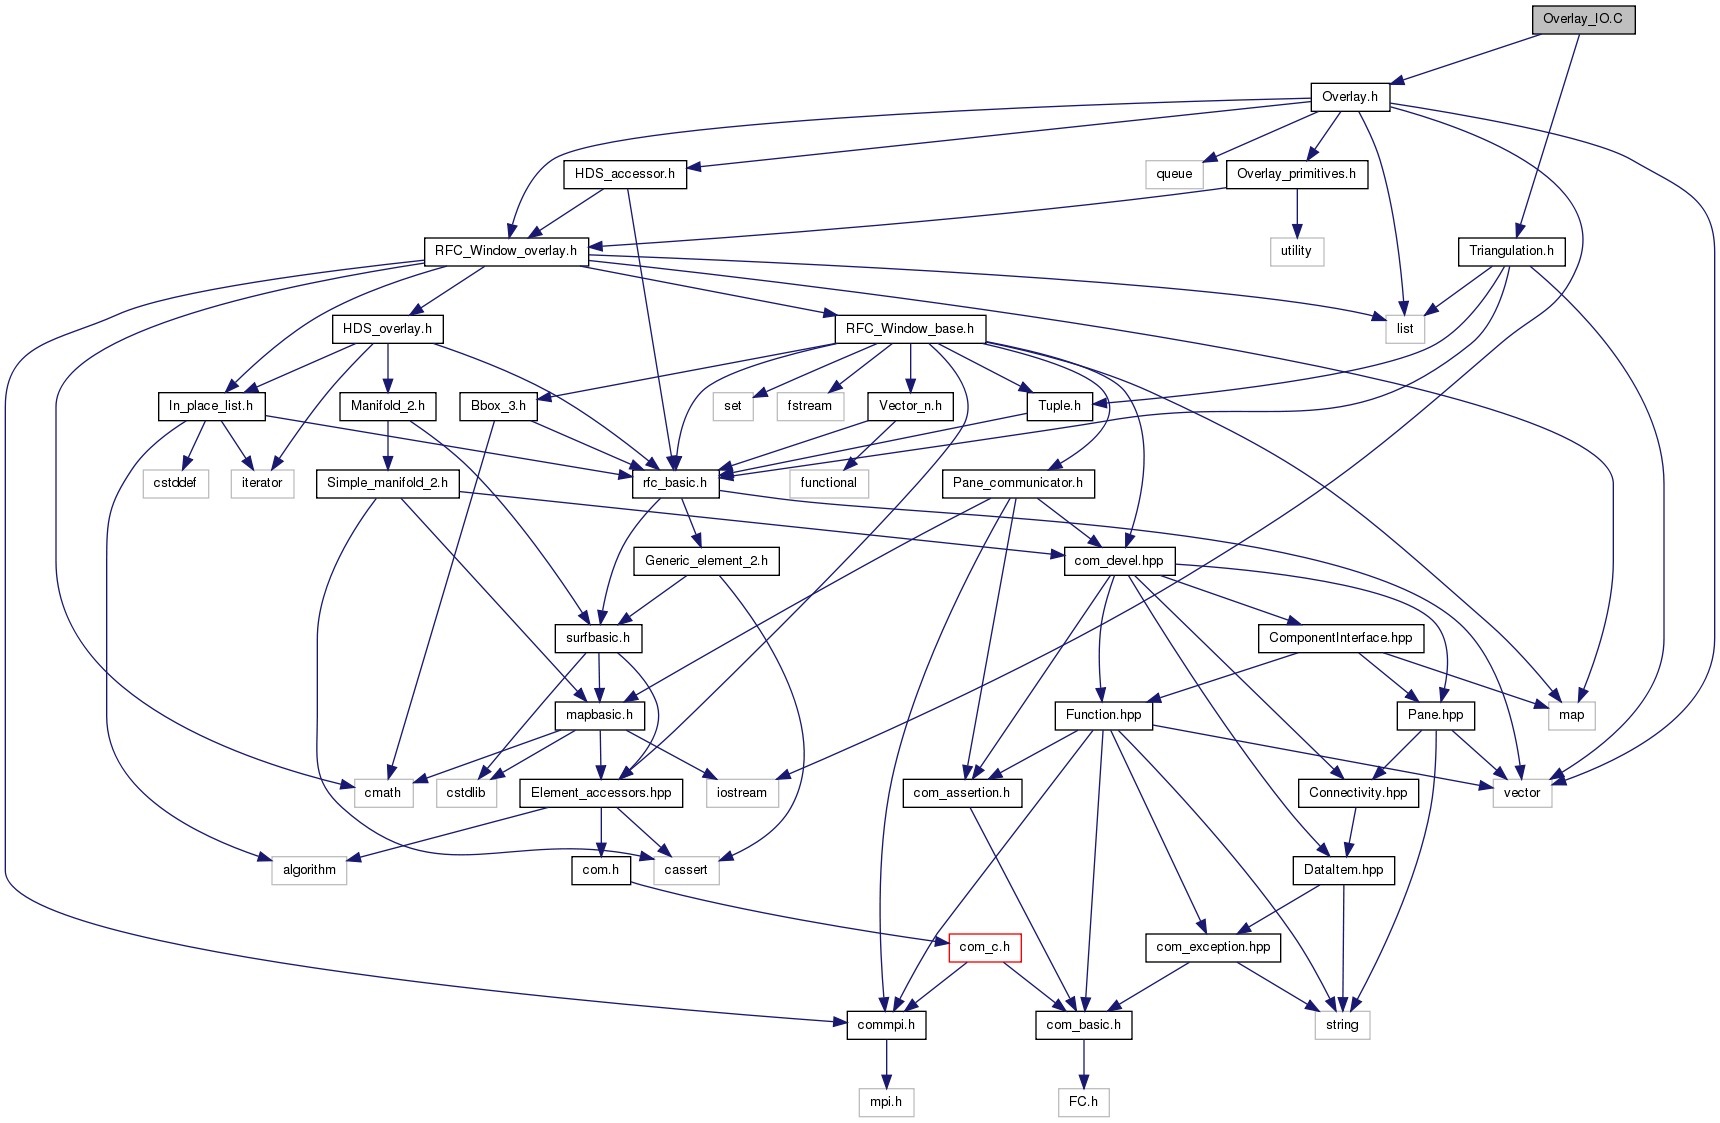 Overlay_IO.C
Overlay.h
HDS_accessor.h
queue
Overlay_primitives.h
RFC_Window_overlay.h
utility
Triangulation.h
HDS_overlay.h
RFC_Window_base.h
list
In_place_list.h
Manifold_2.h
Bbox_3.h
set
fstream
Vector_n.h
Tuple.h
cstddef
iterator
Simple_manifold_2.h
rfc_basic.h
functional
Pane_communicator.h
Generic_element_2.h
com_devel.hpp
surfbasic.h
ComponentInterface.hpp
mapbasic.h
Function.hpp
Pane.hpp
map
cmath
cstdlib
Element_accessors.hpp
iostream
com_assertion.h
Connectivity.hpp
vector
algorithm
com.h
cassert
DataItem.hpp
com_c.h
com_exception.hpp
commpi.h
com_basic.h
string
mpi.h
FC.h